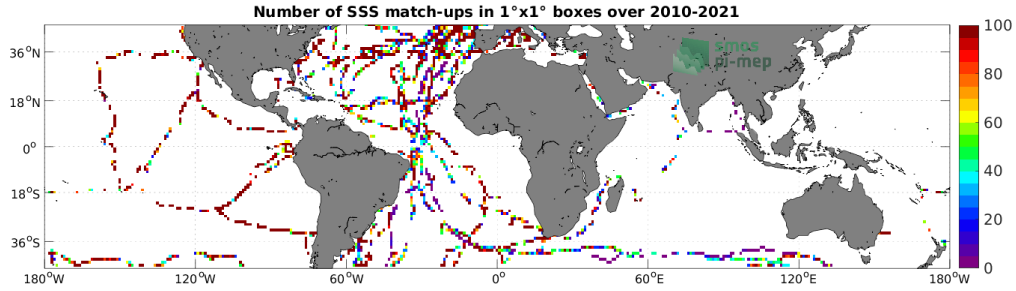 Number of SSS match-ups in 1°x1° boxes over 2010-2021
smos
pi-mep
36°N
18°N
0°
18°S
36°S
180°W
120°W
60°W
0°
60°E
120°E
180°W
100
80
60
40
20
0